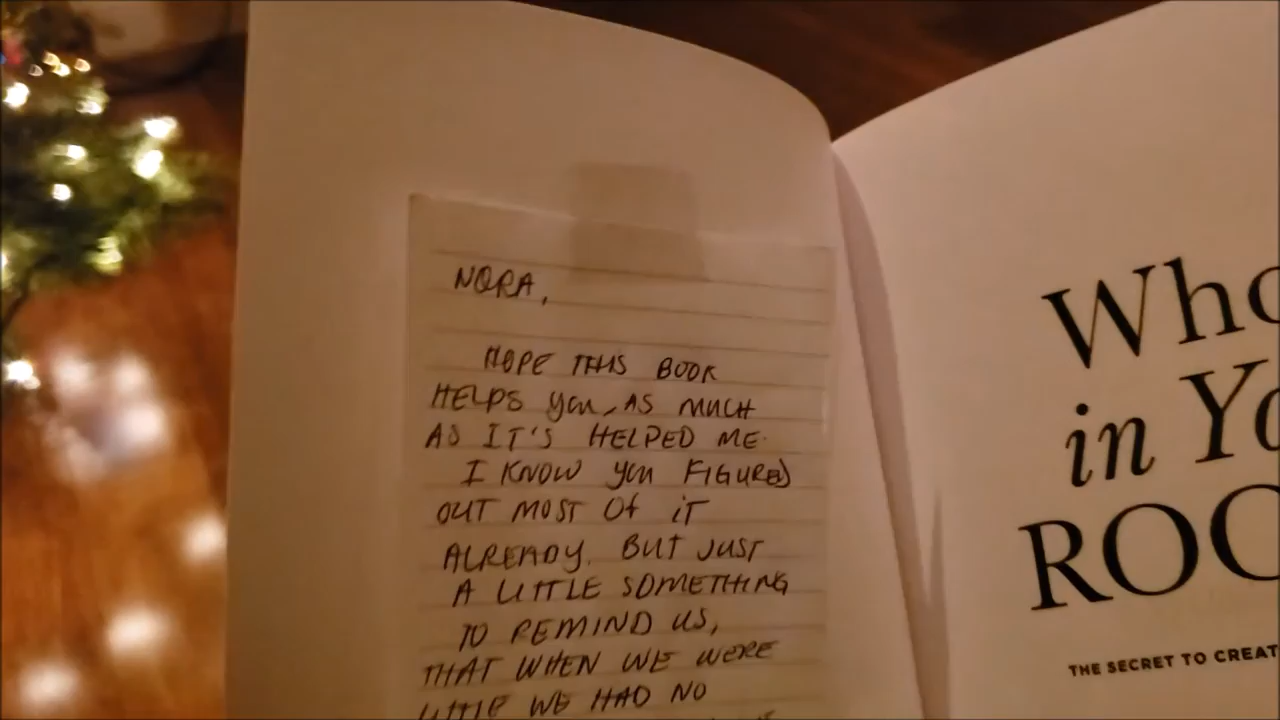 NORA,
HOPE THIS BOOK
HELPS you, AS MUCH
AS IT'S HELPED ME.
I KNOW you FIGURED
OUT MOST Of iT
ALREADY. BUT JUST
A LITTLE SOMETHING
TO REMIND US,
THAT WHEN WE WERE
LITTLE WE HAD NO
Who
in Yo
ROO
THE SECRET TO CREAT